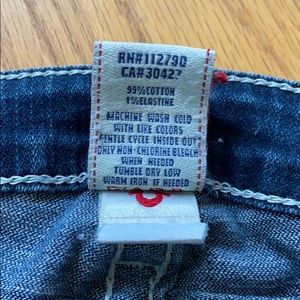 RN#112790
CA#30427
99%COTTON
1%ELASTINE
MACHINE WASH COLD
WITH LIKE COLORS
GENTLE CYCLE INSIDE OUT
ONLY NON-CHLORINE BLEACH
WHEN NEEDED
TUMBLE DRY LOW
WARM IRON IF NEEDED